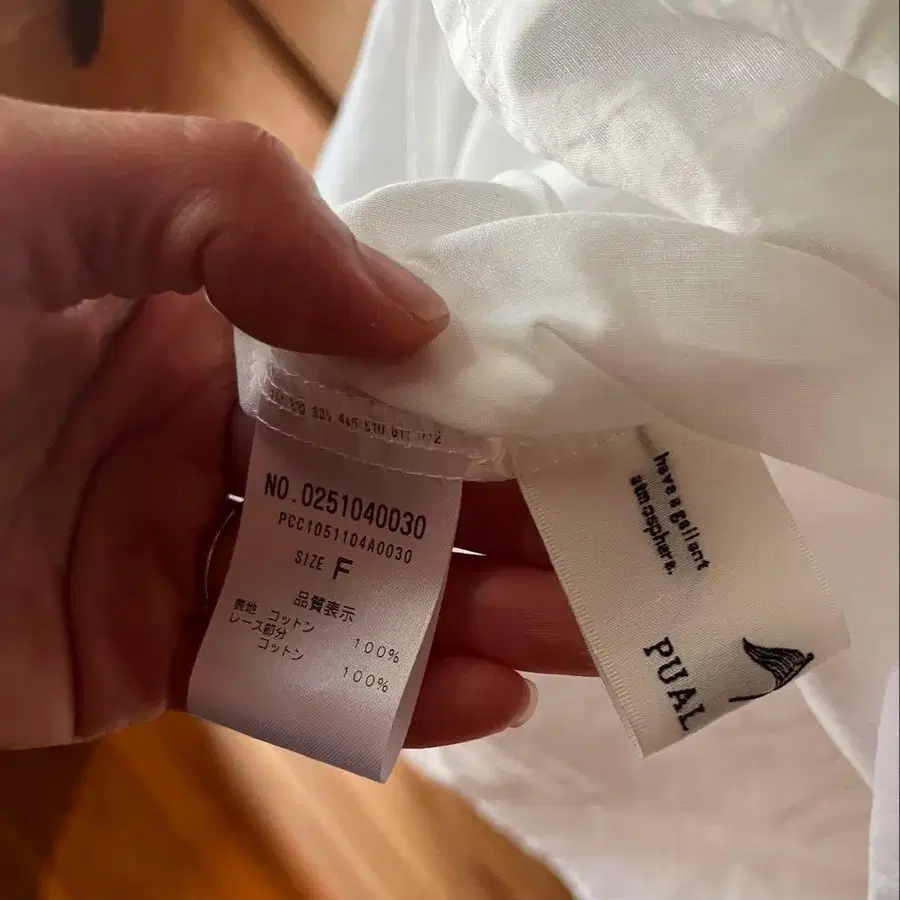 NO.0251040030
PCC1051104A0030
SIZE F
品質表示
表地 コットン
100%
レース部分
コットン
100%
have a gallant
atmosphere.
PUAL